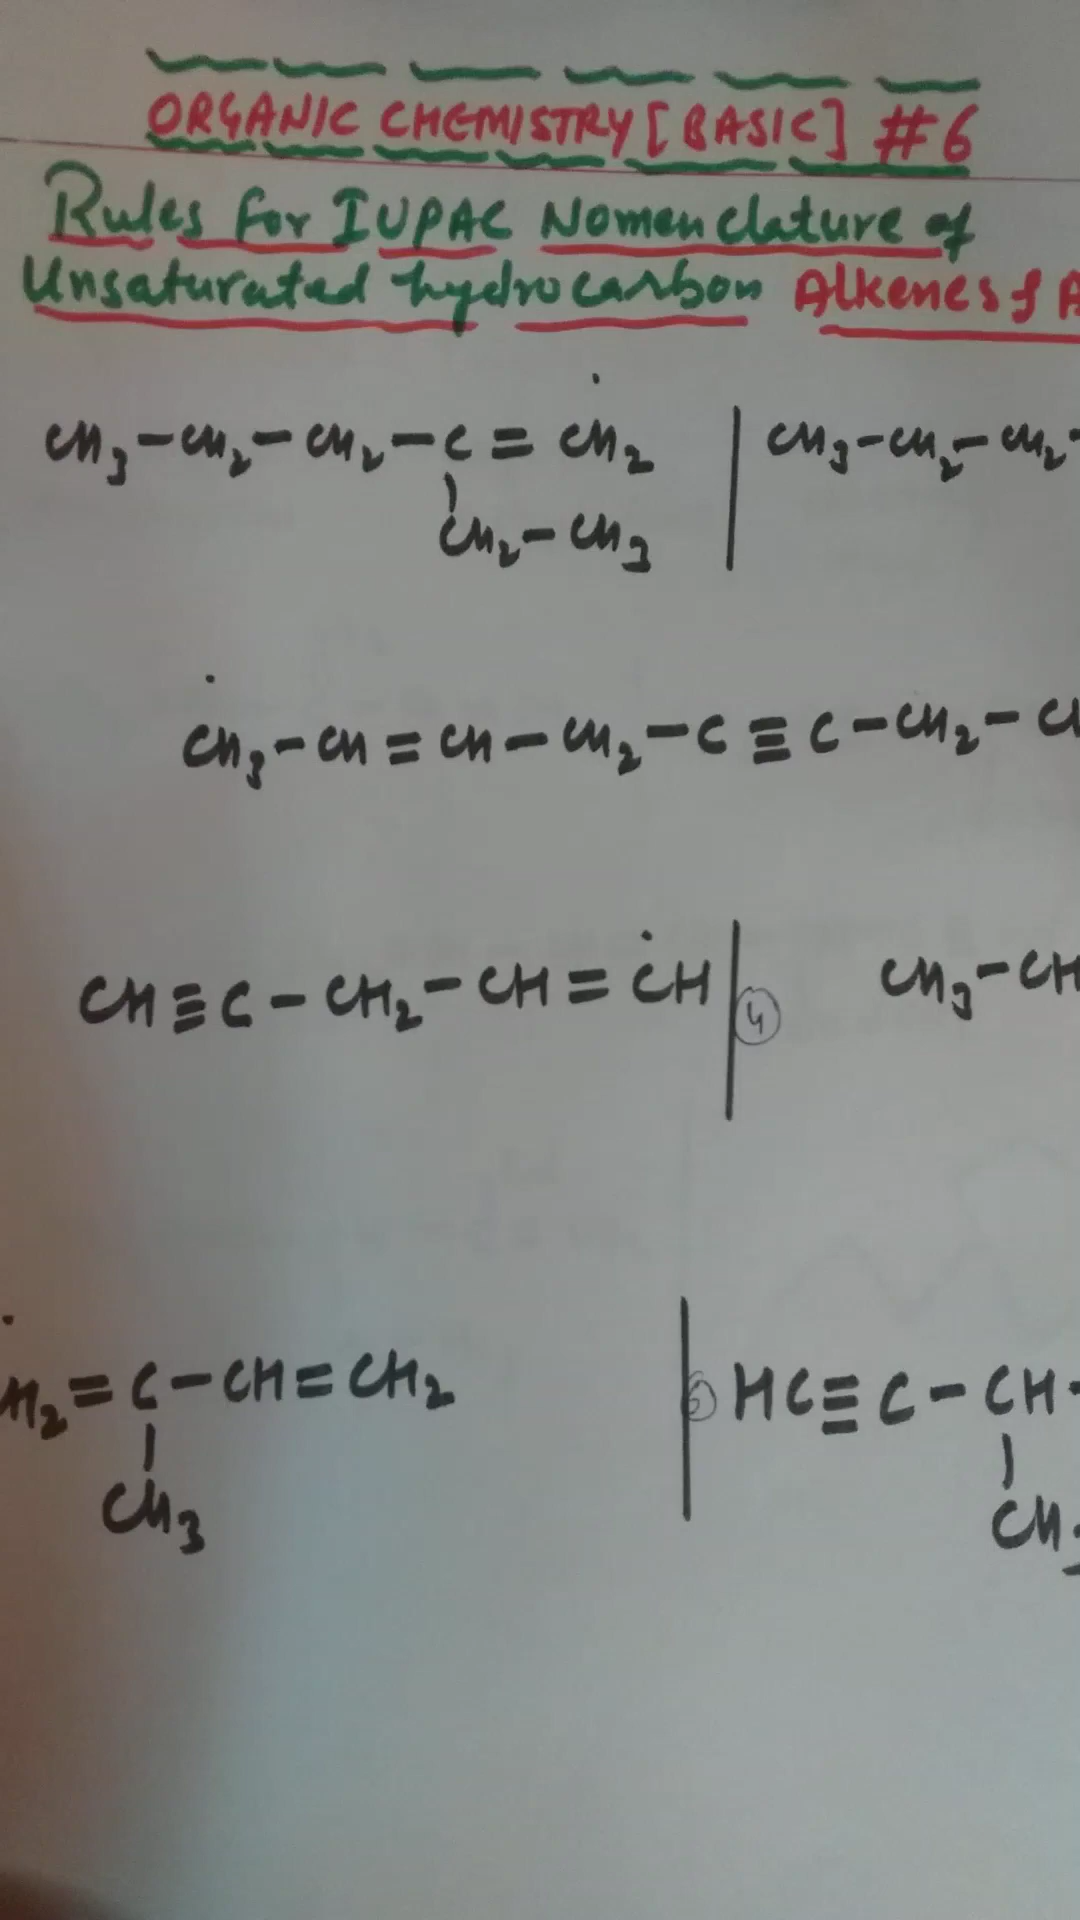 ORGANIC CHEMISTRY [BASIC] #6
Rules for IUPAC Nomenclature of
Unsaturated hydrocarbon Alkenes &
CH3-CH2-CH2-C=CH2 | CH3-CH2-CH2-
CH2-CH3
CH3-CH=CH-CH2-C≡C-CH2-
CH≡C-CH2-CH=CH | 4 CH3-CH
H2=C-CH=CH2 | HC≡C-CH-
CH3 CH